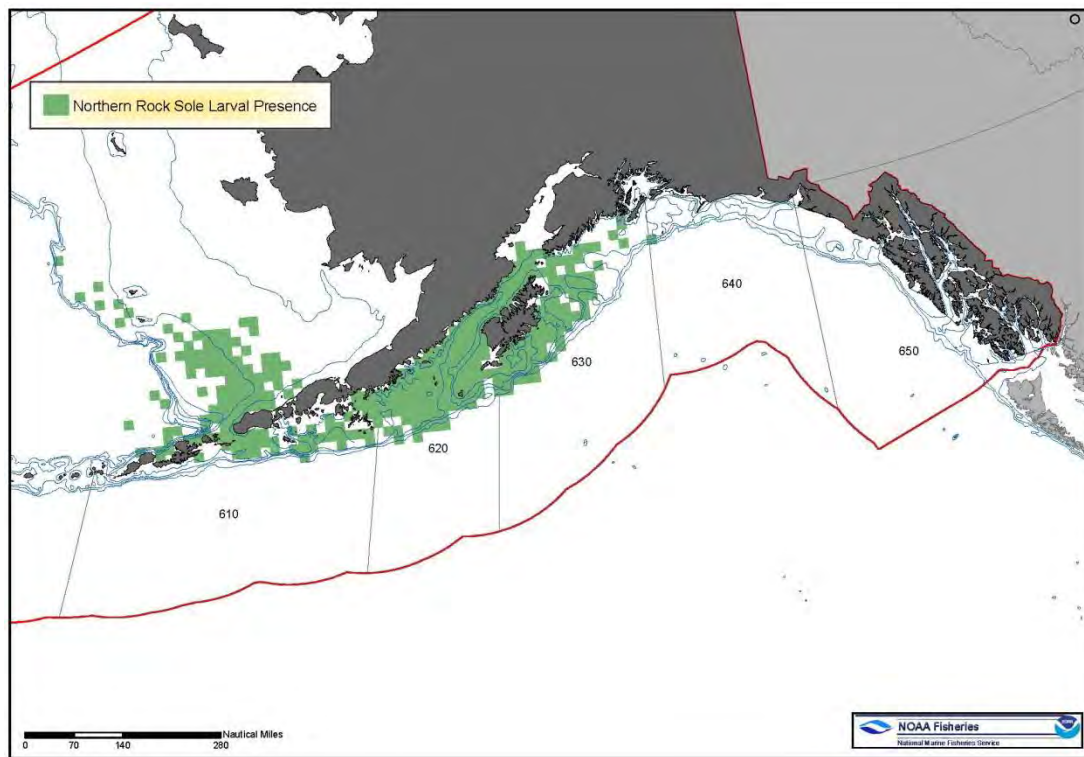 Northern Rock Sole Larval Presence
640
650
630
620
610
Nautical Miles
0 70 140 280
NOAA Fisheries
National Marine Fisheries Service